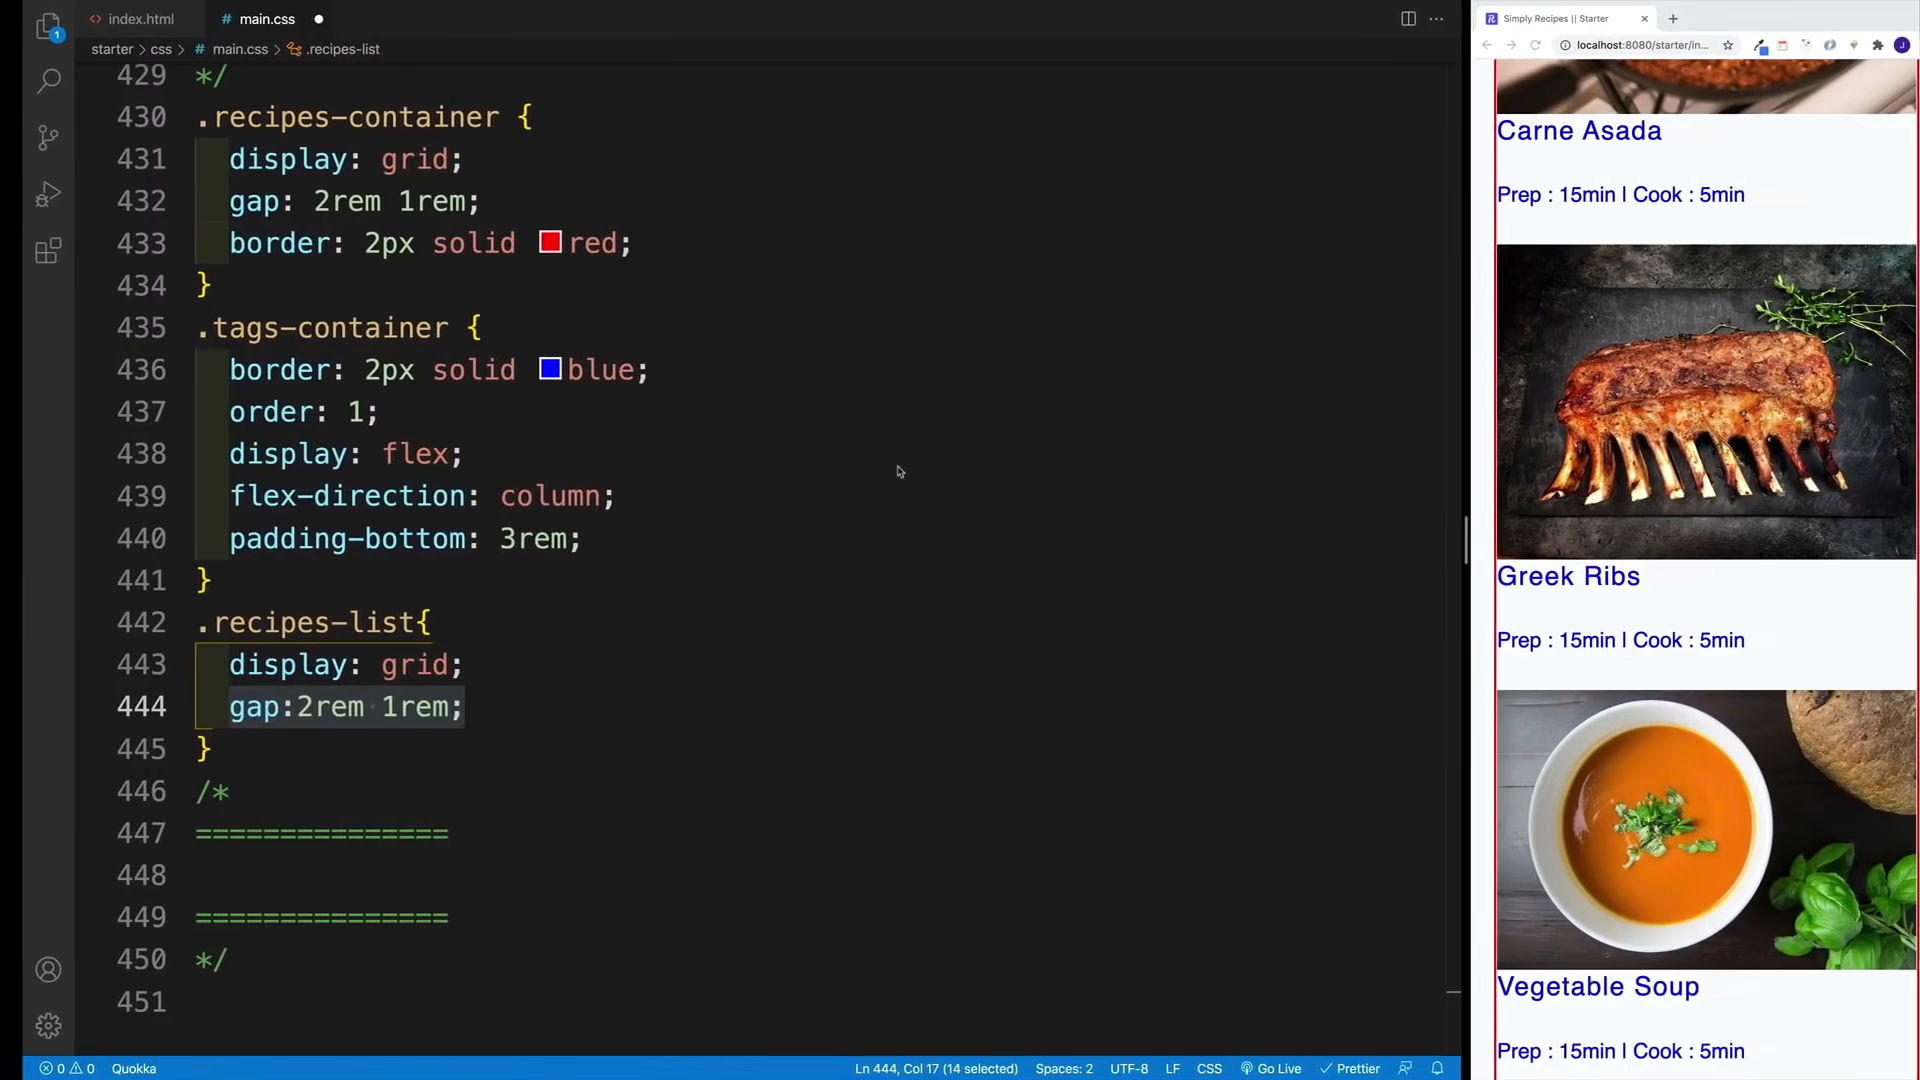 index.html
# main.css
starter > css > # main.css > .recipes-list
429 */
430 .recipes-container {
431 display: grid;
432 gap: 2rem 1rem;
433 border: 2px solid red;
434 }
435 .tags-container {
436 border: 2px solid blue;
437 order: 1;
438 display: flex;
439 flex-direction: column;
440 padding-bottom: 3rem;
441 }
442 .recipes-list{
443 display: grid;
444 gap:2rem 1rem;
445 }
446 /*
447 ===============
448
449 ===============
450 */
451
1
0 0 Quokka Ln 444, Col 17 (14 selected) Spaces: 2 UTF-8 LF CSS Go Live Prettier
Simply Recipes || Starter
localhost:8080/starter/in...
J
Carne Asada
Prep : 15min | Cook : 5min
Greek Ribs
Prep : 15min | Cook : 5min
Vegetable Soup
Prep : 15min | Cook : 5min